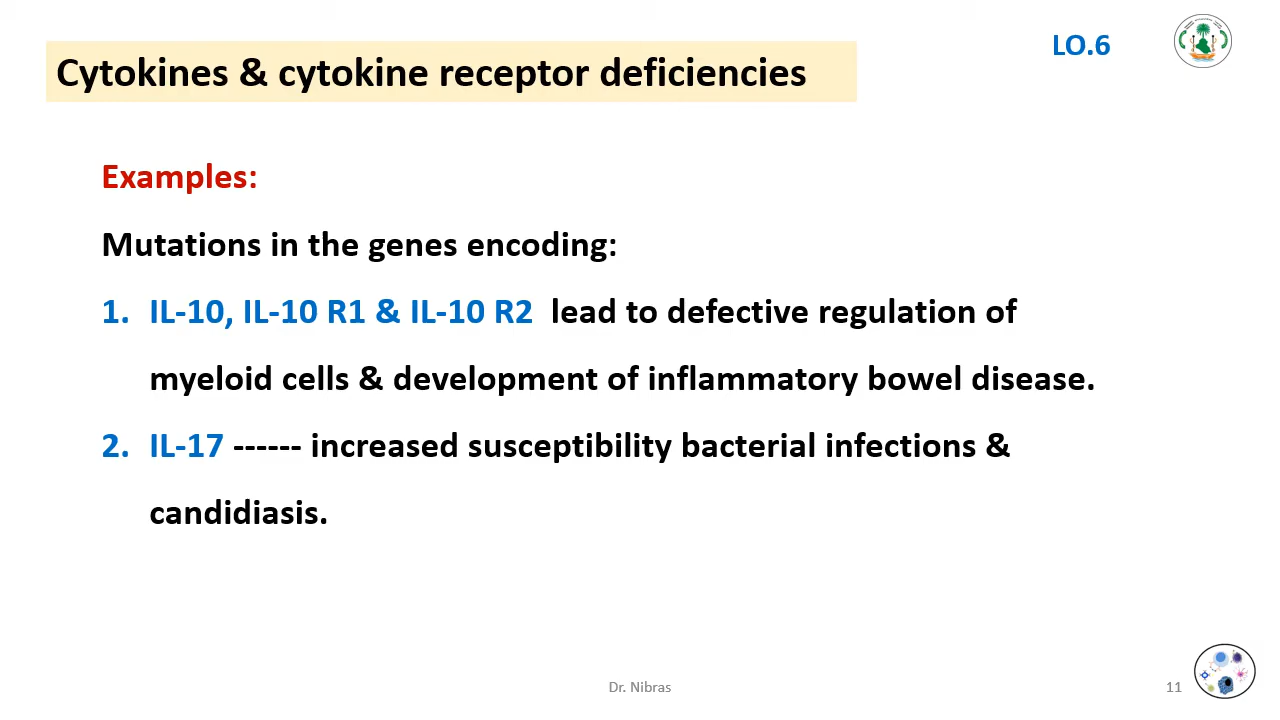 LO.6
Cytokines & cytokine receptor deficiencies
Examples:
Mutations in the genes encoding:
1. IL-10, IL-10 R1 & IL-10 R2 lead to defective regulation of
myeloid cells & development of inflammatory bowel disease.
2. IL-17 ------ increased susceptibility bacterial infections &
candidiasis.
Dr. Nibras
11